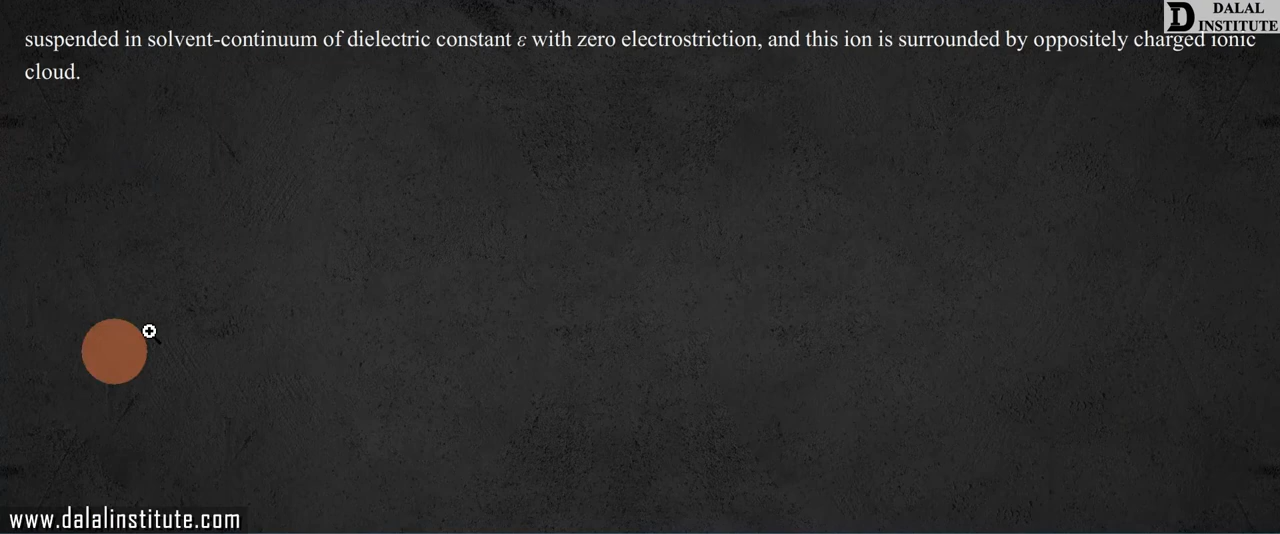 DALAL
INSTITUTE
suspended in solvent-continuum of dielectric constant ε with zero electrostriction, and this ion is surrounded by oppositely charged ionic
cloud.
www.dalalinstitute.com